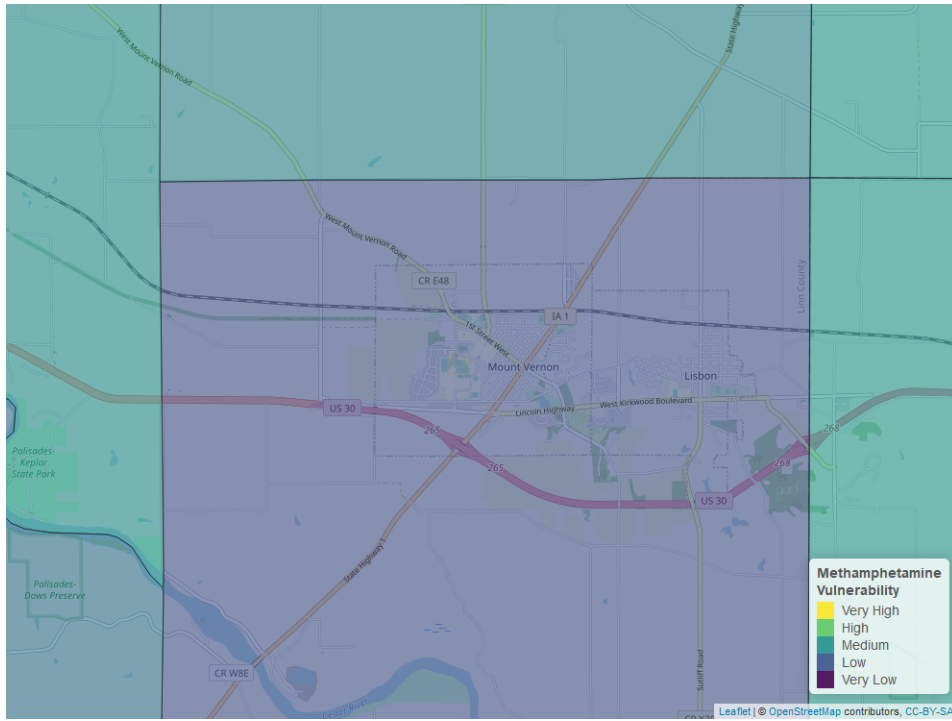 West Mount Vernon Road
State Highway
West Mount Vernon Road
Linn County
CR E48
IA 1
1st Street West
Mount Vernon
Lisbon
US 30
Lincoln Highway
West Kirkwood Boulevard
265
268
Palisades-
Keplar
State Park
265
268
US 30
State Highway 1
Palisades-
Dows Preserve
CR W8E
Sutliff Road
Cedar River
Methamphetamine
Vulnerability
Very High
High
Medium
Low
Very Low
Leaflet | © OpenStreetMap contributors, CC-BY-SA